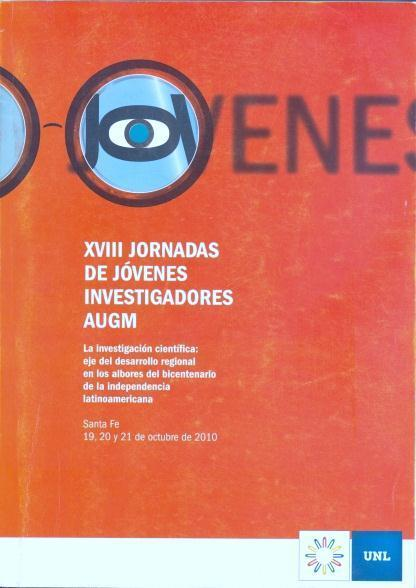 JÓVENES
XVIII JORNADAS
DE JÓVENES
INVESTIGADORES
AUGM
La investigación científica:
eje del desarrollo regional
en los albores del bicentenario
de la independencia
latinoamericana
Santa Fe
19, 20 y 21 de octubre de 2010
UNL